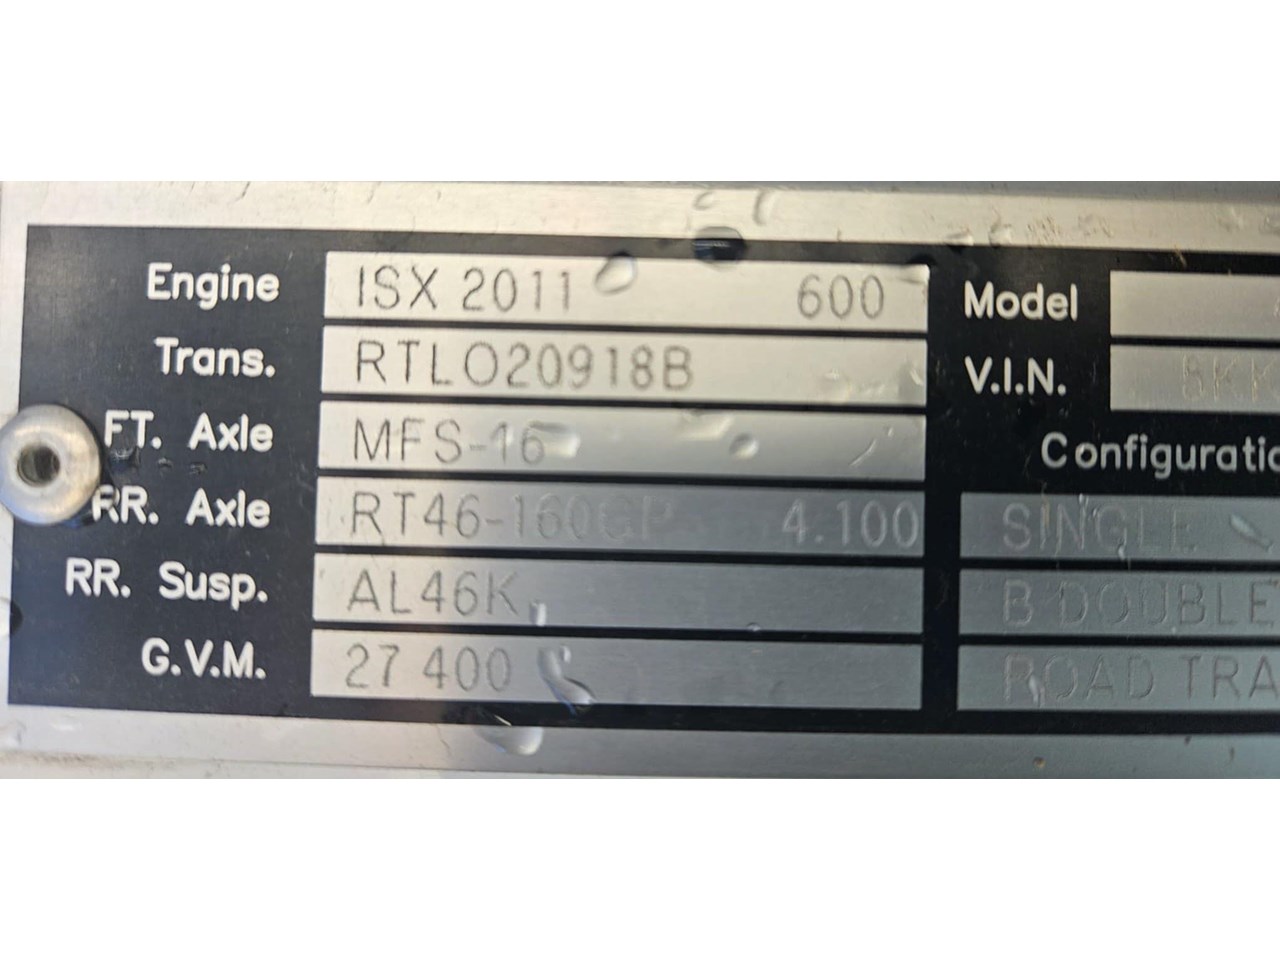 Engine ISX 2011 600
Trans. RTLO20918B
FT. Axle MFS-16
RR. Axle RT46-160GP 4.100
RR. Susp. AL46K
G.V.M. 27 400
Model
V.I.N.
Configuratio
SINGLE
B DOUBLE
ROAD TRA